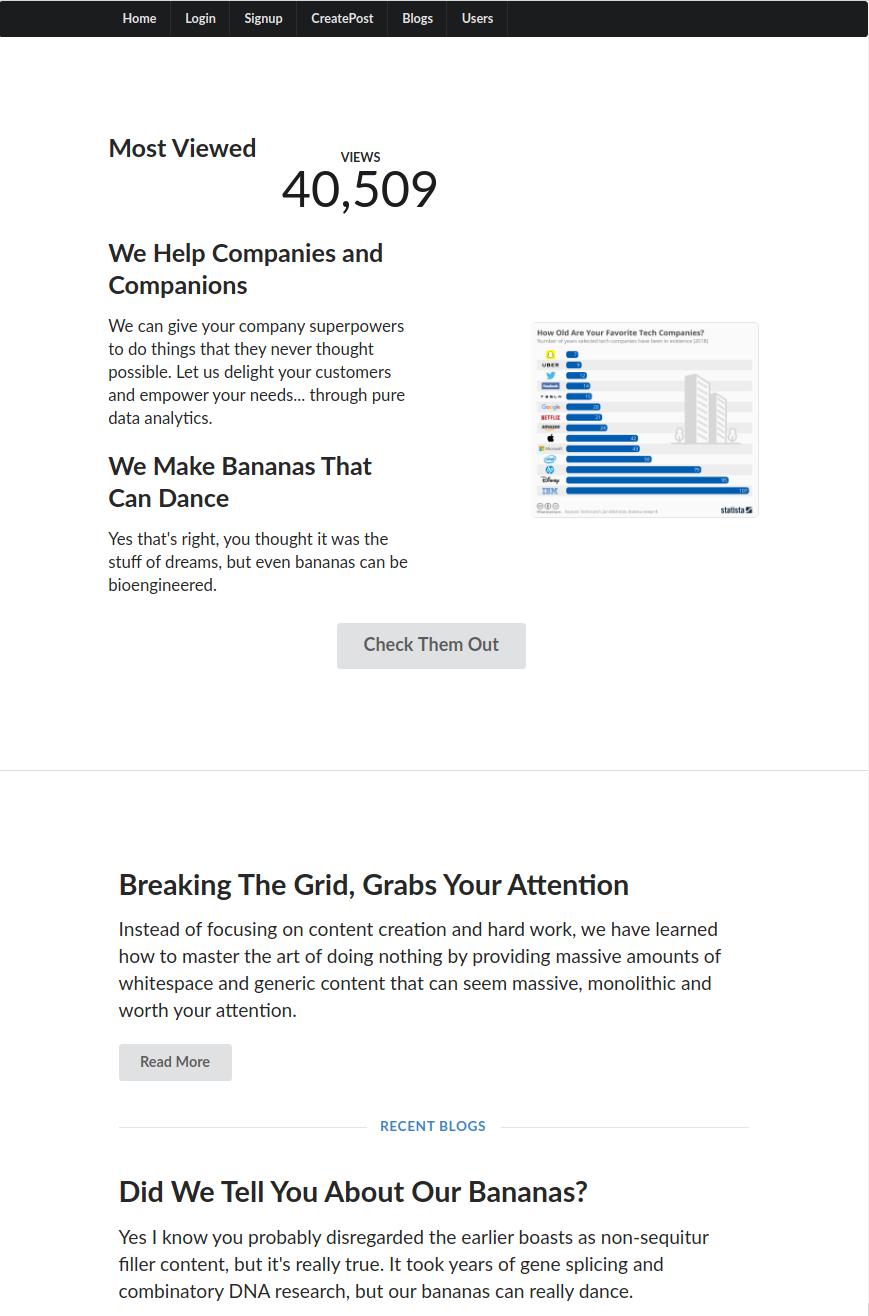 Home Login Signup CreatePost Blogs Users
Most Viewed
VIEWS
40,509
We Help Companies and
Companions
We can give your company superpowers
to do things that they never thought
possible. Let us delight your customers
and empower your needs... through pure
data analytics.
We Make Bananas That
Can Dance
Yes that's right, you thought it was the
stuff of dreams, but even bananas can be
bioengineered.
How Old Are Your Favorite Tech Companies?
Number of years selected tech companies have been in existence (2018)
UBER
facebook
TESLA
Google
NETFLIX
amazon
Microsoft
intel
hp
Disney
IBM
statista
Check Them Out
Breaking The Grid, Grabs Your Attention
Instead of focusing on content creation and hard work, we have learned
how to master the art of doing nothing by providing massive amounts of
whitespace and generic content that can seem massive, monolithic and
worth your attention.
Read More
RECENT BLOGS
Did We Tell You About Our Bananas?
Yes I know you probably disregarded the earlier boasts as non-sequitur
filler content, but it's really true. It took years of gene splicing and
combinatory DNA research, but our bananas can really dance.